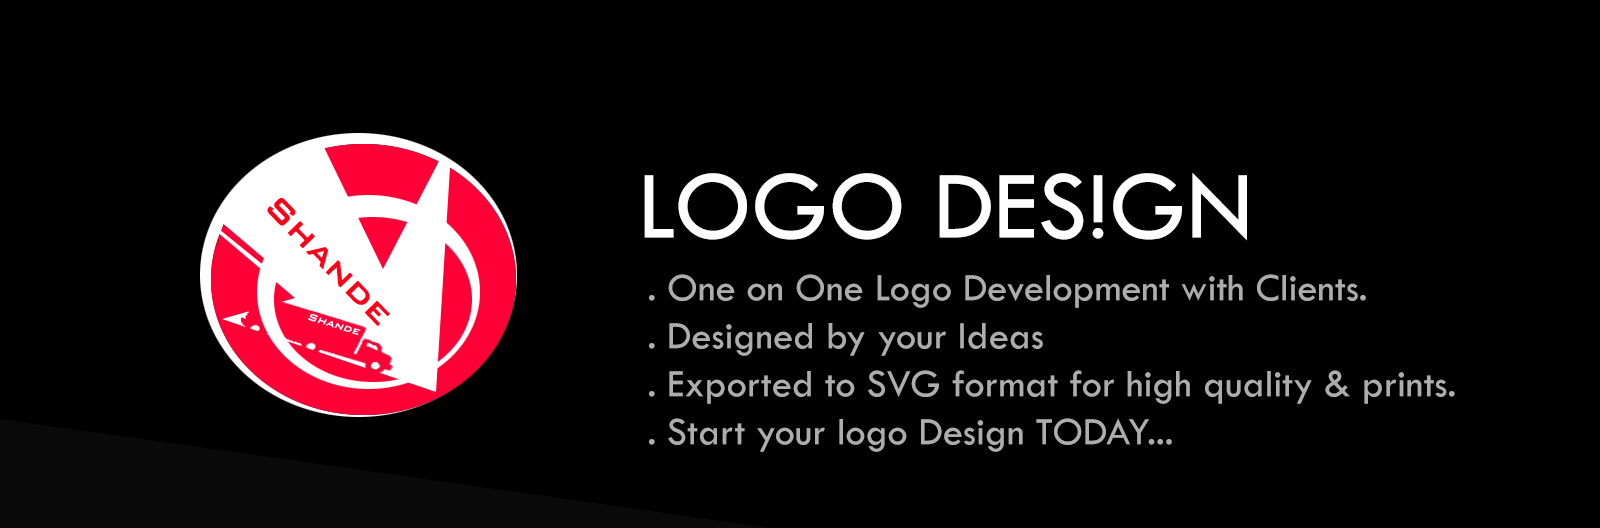 SHANDE
SHANDE
LOGO DES!GN
. One on One Logo Development with Clients.
. Designed by your Ideas
. Exported to SVG format for high quality & prints.
. Start your logo Design TODAY...